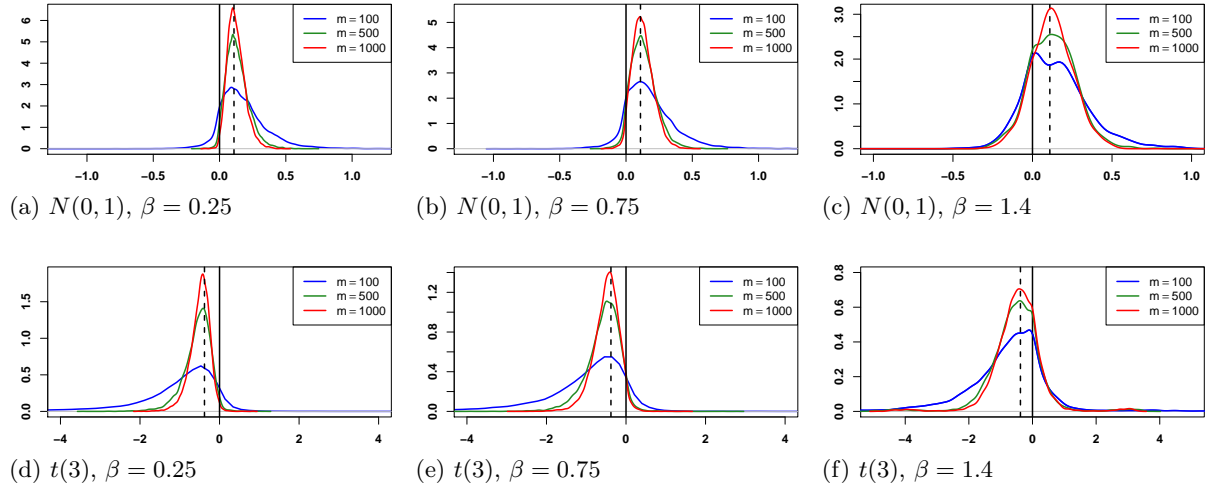 0 1 2 3 4 5 6
m = 100
m = 500
m = 1000
−1.0 −0.5 0.0 0.5 1.0
(a) N(0, 1), β = 0.25
0 1 2 3 4 5
m = 100
m = 500
m = 1000
−1.0 −0.5 0.0 0.5 1.0
(b) N(0, 1), β = 0.75
0.0 1.0 2.0 3.0
m = 100
m = 500
m = 1000
−1.0 −0.5 0.0 0.5 1.0
(c) N(0, 1), β = 1.4
0.0 0.5 1.0 1.5
m = 100
m = 500
m = 1000
−4 −2 0 2 4
(d) t(3), β = 0.25
0.0 0.4 0.8 1.2
m = 100
m = 500
m = 1000
−4 −2 0 2 4
(e) t(3), β = 0.75
0.0 0.2 0.4 0.6 0.8
m = 100
m = 500
m = 1000
−4 −2 0 2 4
(f) t(3), β = 1.4